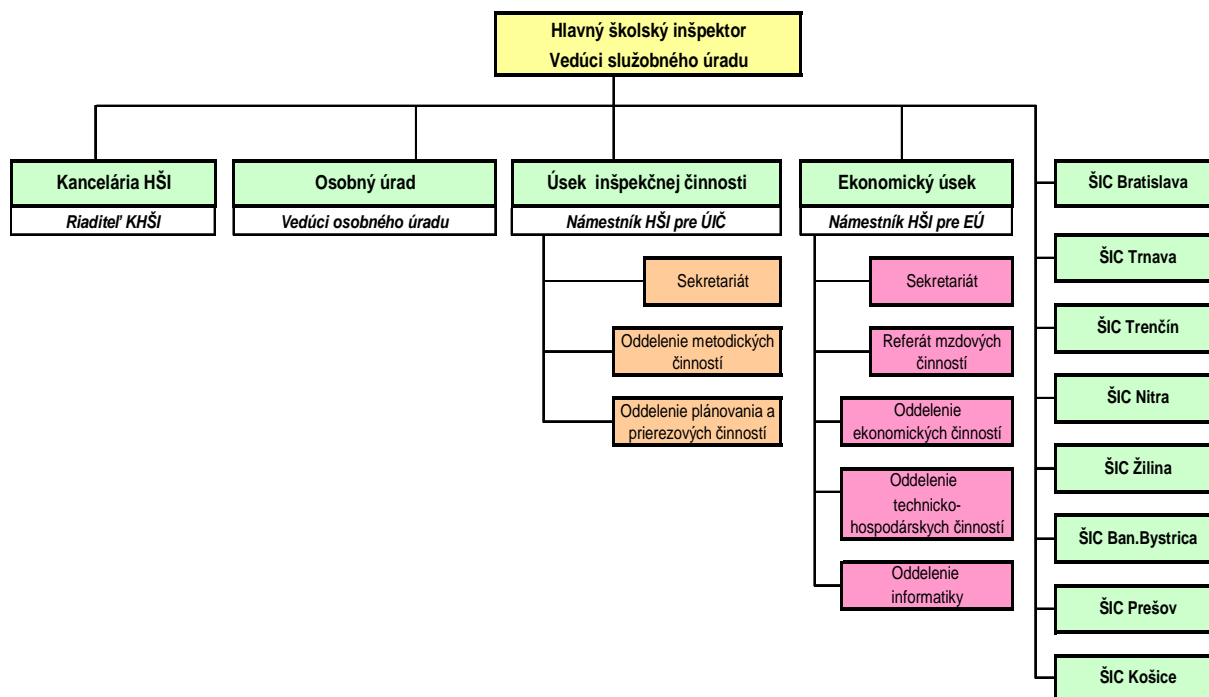 Hlavný školský inšpektor
Vedúci služobného úradu
Kancelária HŠI
Riaditeľ KHŠI
Osobný úrad
Vedúci osobného úradu
Úsek inšpekčnej činnosti
Námestník HŠI pre ÚIČ
Sekretariát
Oddelenie metodických
činností
Oddelenie plánovania a
prierezových činností
Ekonomický úsek
Námestník HŠI pre EÚ
Sekretariát
Referát mzdových
činností
Oddelenie
ekonomických činností
Oddelenie
technicko-
hospodárskych činností
Oddelenie
informatiky
ŠIC Bratislava
ŠIC Trnava
ŠIC Trenčín
ŠIC Nitra
ŠIC Žilina
ŠIC Ban.Bystrica
ŠIC Prešov
ŠIC Košice